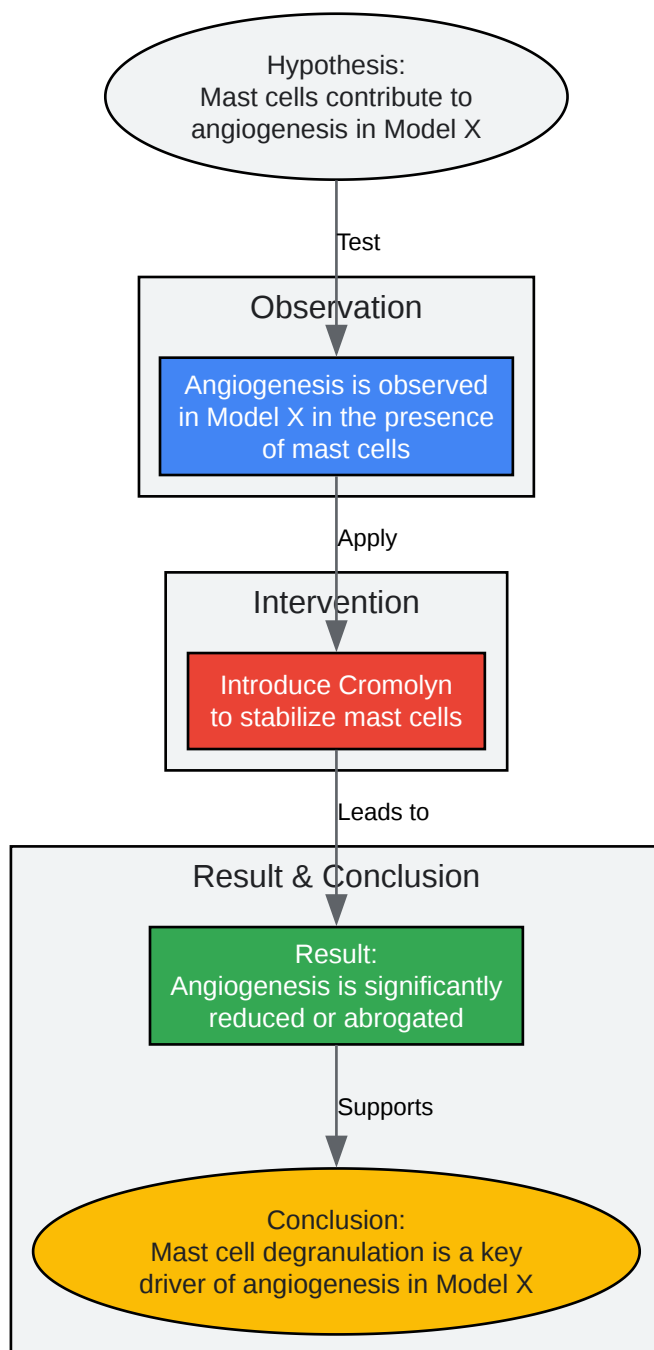 Hypothesis:
Mast cells contribute to
angiogenesis in Model X
Test
Observation
Angiogenesis is observed
in Model X in the presence
of mast cells
Apply
Intervention
Introduce Cromolyn
to stabilize mast cells
Leads to
Result & Conclusion
Result:
Angiogenesis is significantly
reduced or abrogated
Supports
Conclusion:
Mast cell degranulation is a key
driver of angiogenesis in Model X